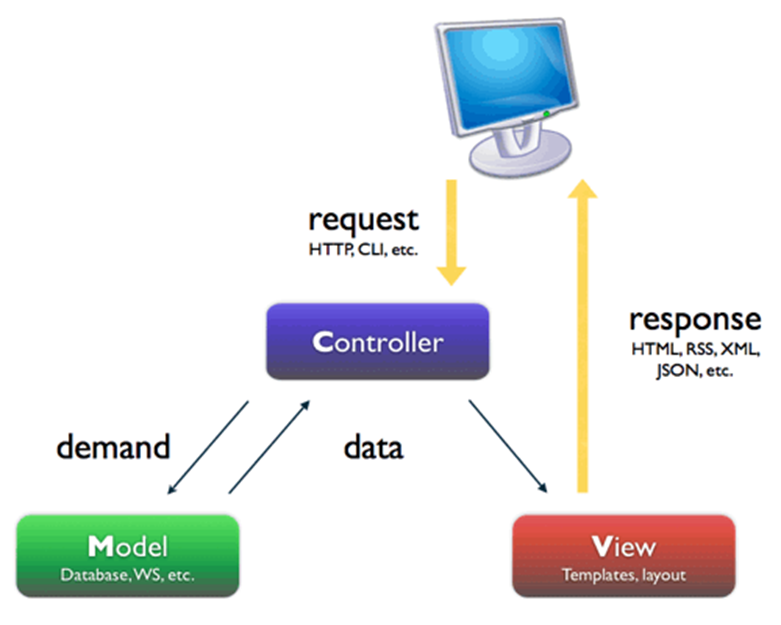 request
HTTP, CLI, etc.
Controller
response
HTML, RSS, XML,
JSON, etc.
demand
data
Model
Database, WS, etc.
View
Templates, layout